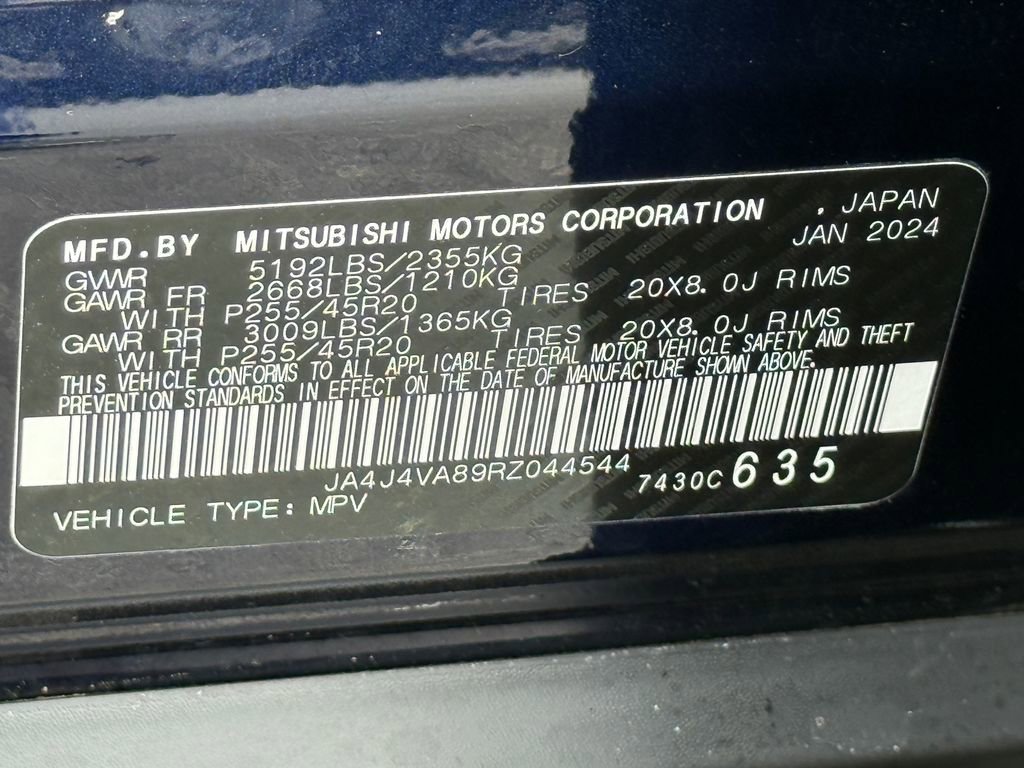 MFD.BY MITSUBISHI MOTORS CORPORATION . JAPAN
JAN 2024
GVWR 5192LBS/2355KG
GAWR FR 2668LBS/1210KG
WITH P255/45R20 TIRES 20X8.0J RIMS
GAWR RR 3009LBS/1365KG
WITH P255/45R20 TIRES 20X8.0J RIMS
THIS VEHICLE CONFORMS TO ALL APPLICABLE FEDERAL MOTOR VEHICLE SAFETY AND THEFT
PREVENTION STANDARDS IN EFFECT ON THE DATE OF MANUFACTURE SHOWN ABOVE.
JA4J4VA89RZ044544 7430C 635
VEHICLE TYPE: MPV